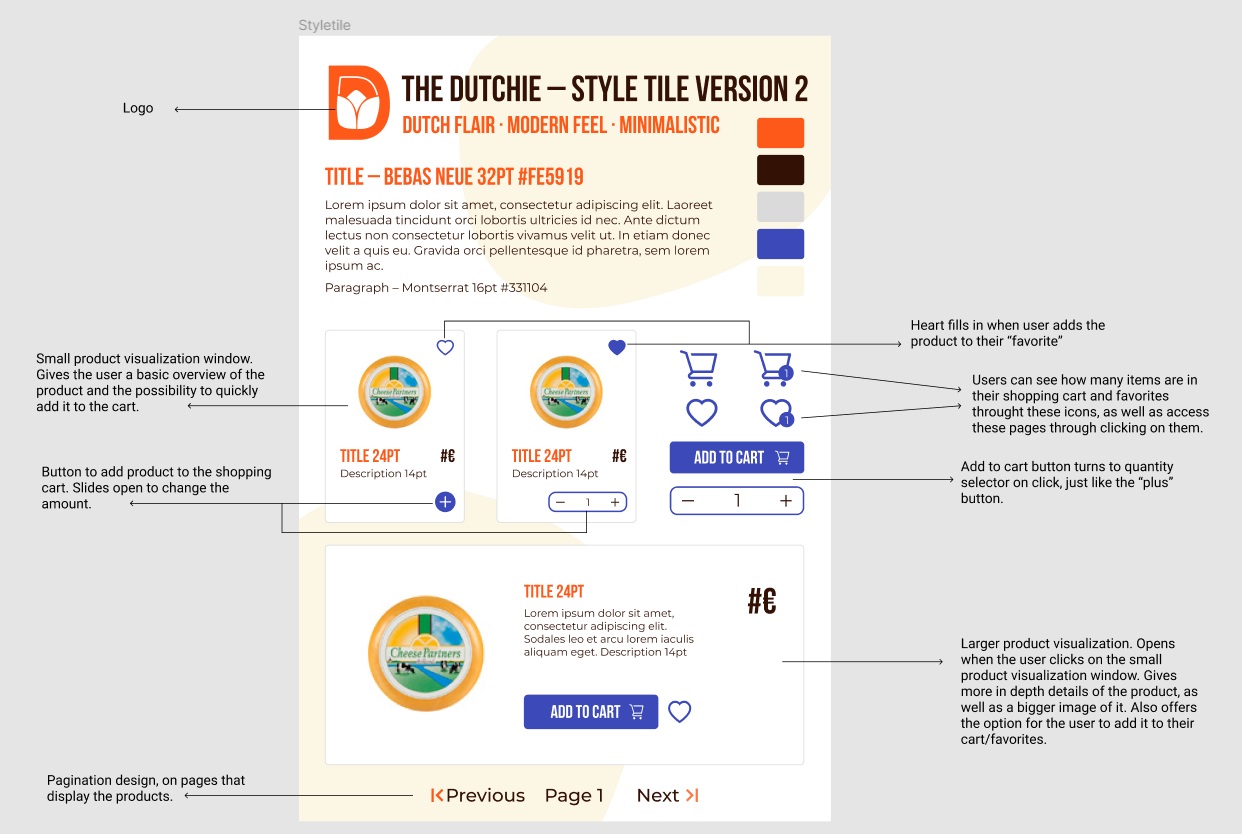 Styletile
Logo
THE DUTCHIE – STYLE TILE VERSION 2
DUTCH FLAIR · MODERN FEEL · MINIMALISTIC
TITLE – BEBAS NEUE 32PT #FE5919
Lorem ipsum dolor sit amet, consectetur adipiscing elit. Laoreet
malesuada tincidunt orci lobortis ultricies id nec. Ante dictum
lectus non consectetur lobortis vivamus velit ut. In etiam donec
velit a quis eu. Gravida orci pellentesque id pharetra, sem lorem
ipsum ac.
Paragraph – Montserrat 16pt #331104
Small product visualization window.
Gives the user a basic overview of the
product and the possibility to quickly
add it to the cart.
Button to add product to the shopping
cart. Slides open to change the
amount.
Cheese Partners
TITLE 24PT #€
Description 14pt
Cheese Partners
TITLE 24PT #€
Description 14pt
1
1
1
ADD TO CART
1
Heart fills in when user adds the
product to their “favorite”
Users can see how many items are in
their shopping cart and favorites
throught these icons, as well as access
these pages through clicking on them.
Add to cart button turns to quantity
selector on click, just like the “plus”
button.
Cheese Partners
TITLE 24PT
#€
Lorem ipsum dolor sit amet,
consectetur adipiscing elit.
Sodales leo et arcu lorem iaculis
aliquam eget. Description 14pt
ADD TO CART
Larger product visualization. Opens
when the user clicks on the small
product visualization window. Gives
more in depth details of the product, as
well as a bigger image of it. Also offers
the option for the user to add it to their
cart/favorites.
Pagination design, on pages that
display the products.
Previous Page 1 Next